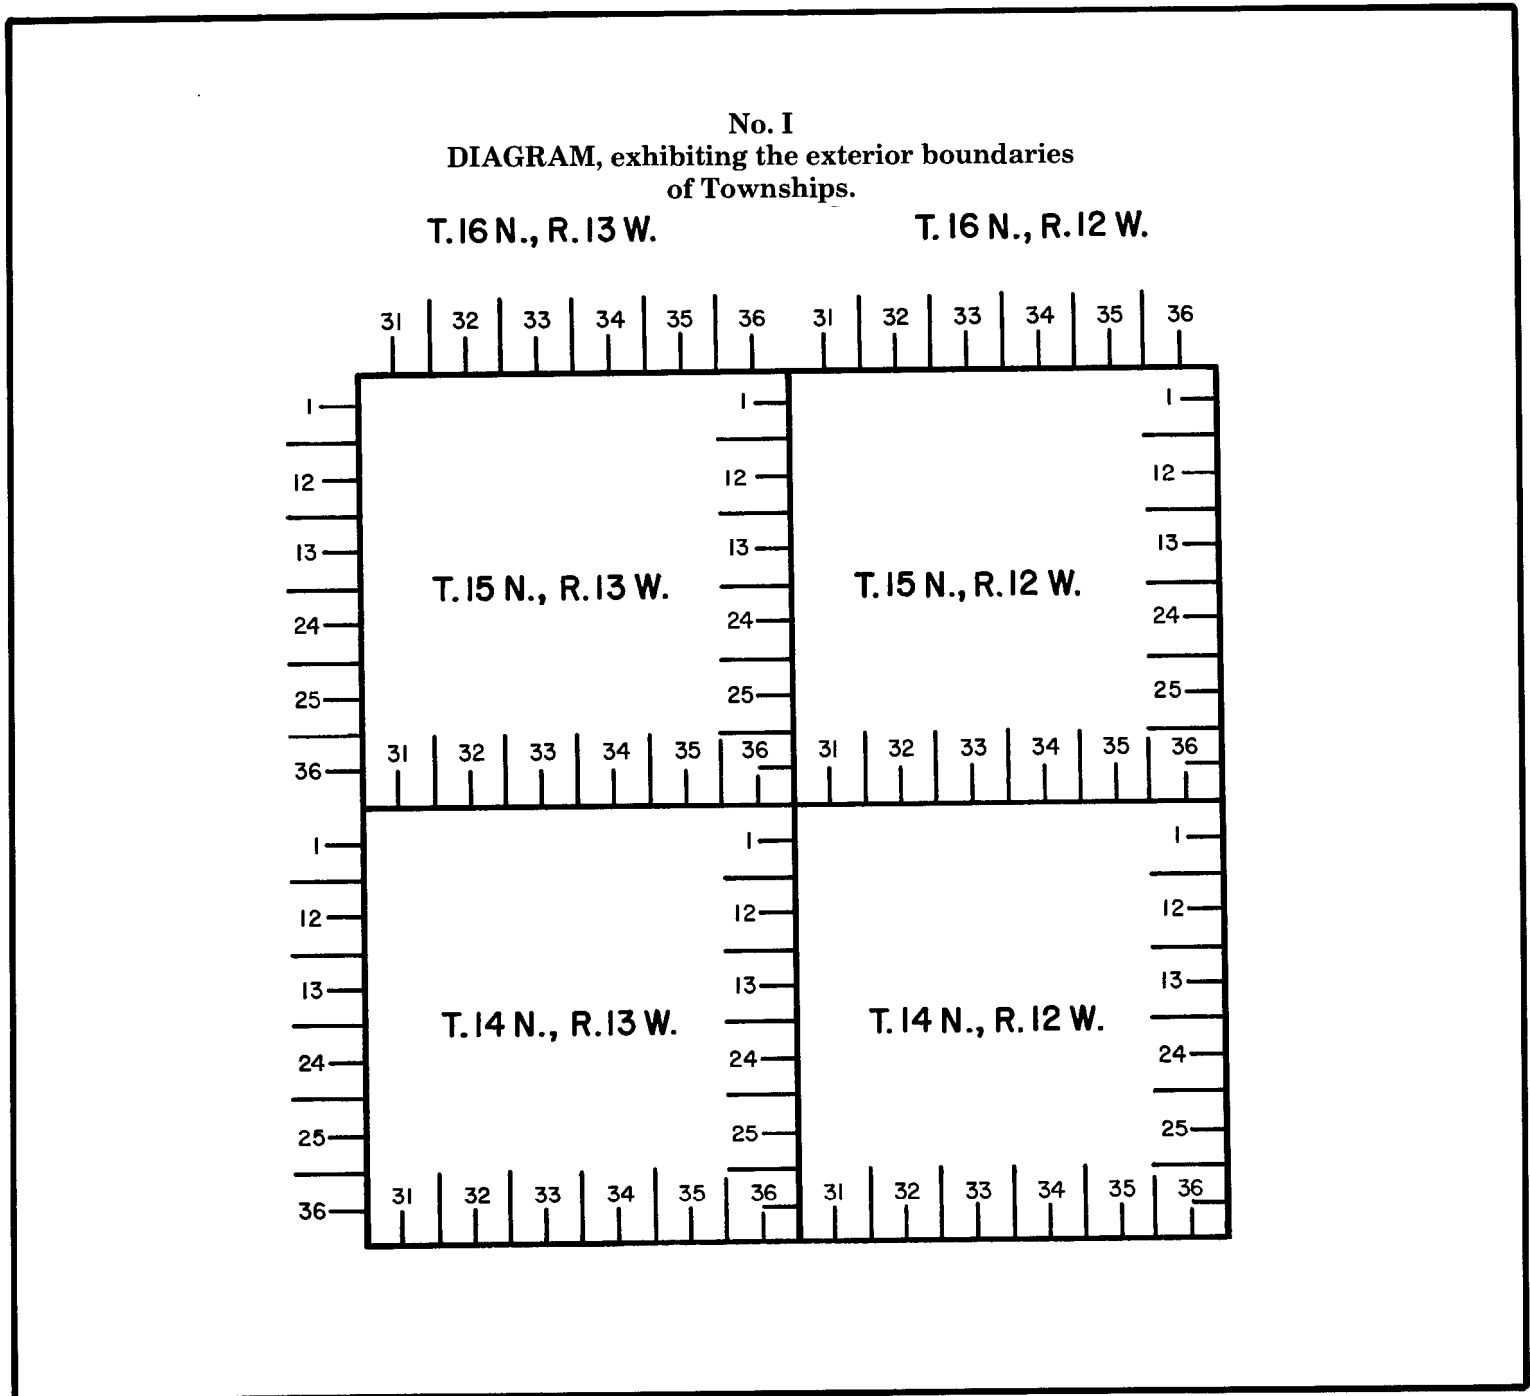 No. I
DIAGRAM, exhibiting the exterior boundaries
of Townships.
T. 16 N., R. 13 W. T. 16 N., R. 12 W.
31 32 33 34 35 36 31 32 33 34 35 36
1 1 1
12 12 12
13 13 13
T. 15 N., R. 13 W. T. 15 N., R. 12 W.
24 24 24
25 25 25
31 32 33 34 35 36 31 32 33 34 35 36
36
1 1 1
12 12 12
13 13 13
T. 14 N., R. 13 W. T. 14 N., R. 12 W.
24 24 24
25 25 25
31 32 33 34 35 36 31 32 33 34 35 36
36